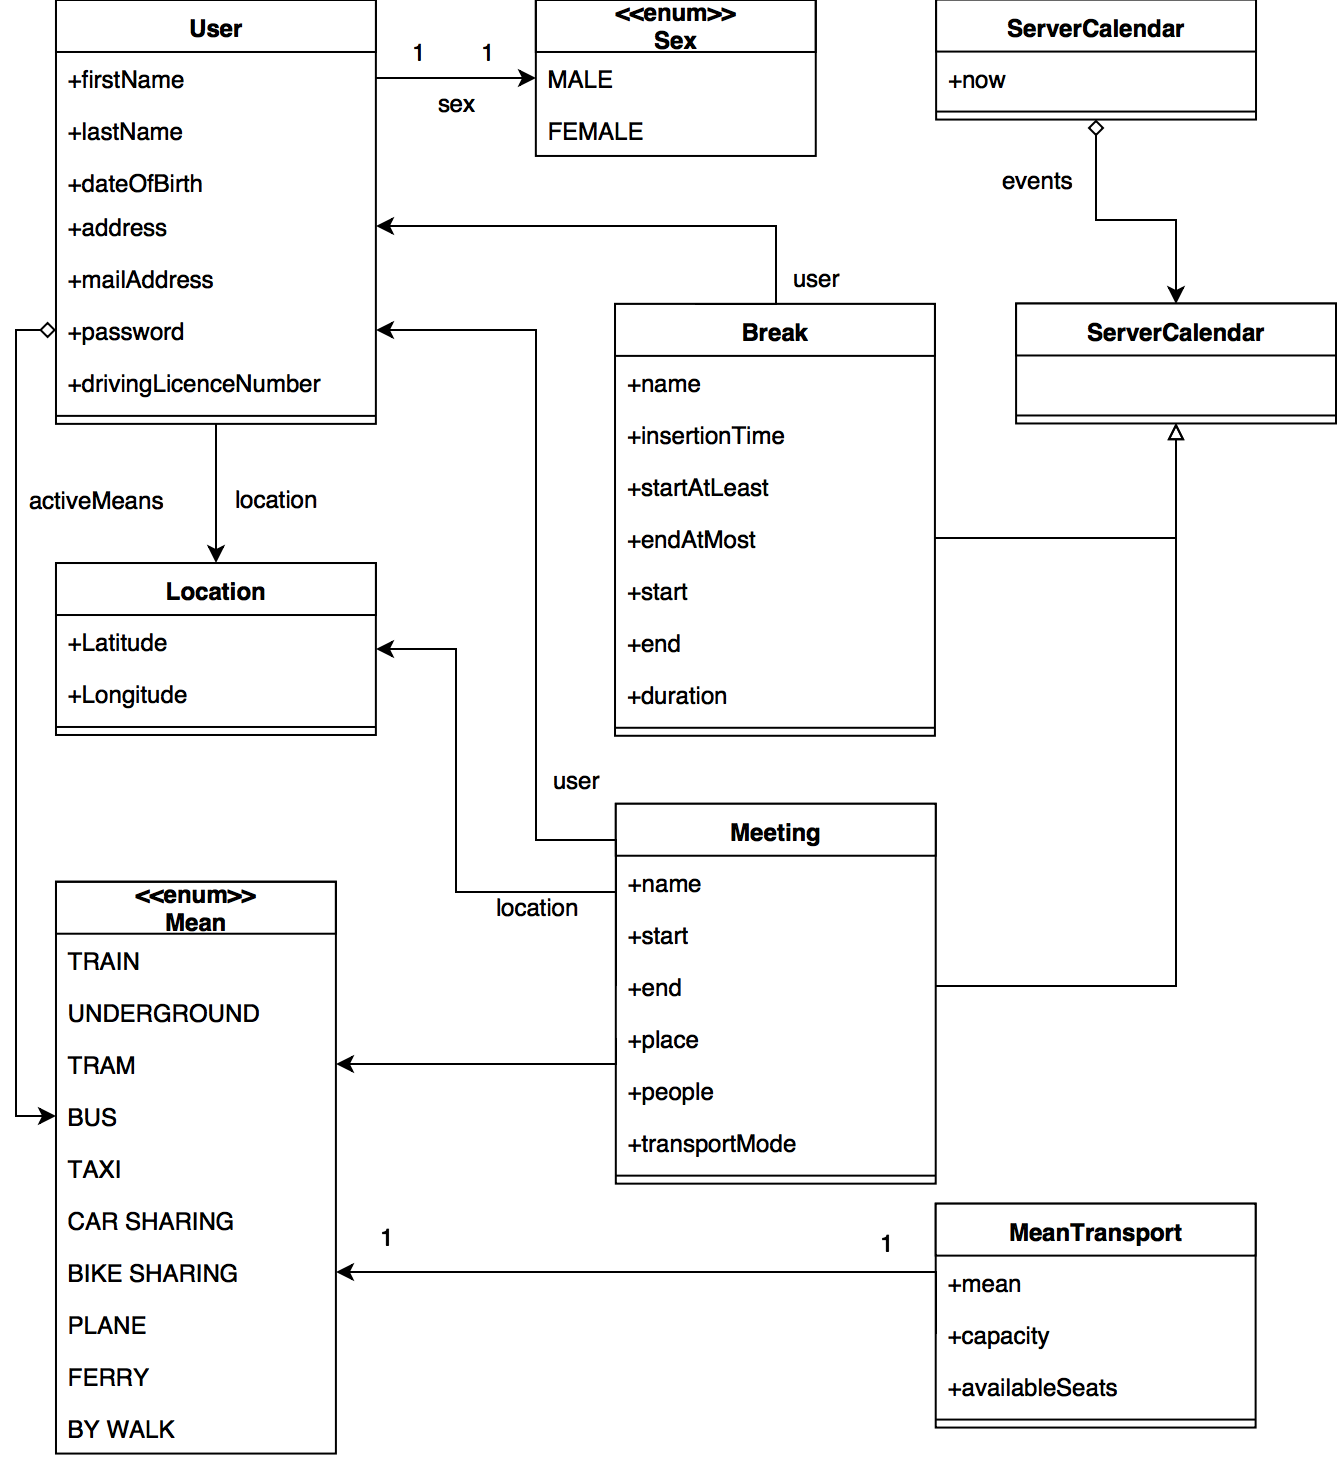 User
+firstName
+lastName
+dateOfBirth
+address
+mailAddress
+password
+drivingLicenceNumber
1
1
sex
<<enum>>
Sex
MALE
FEMALE
ServerCalendar
+now
events
ServerCalendar
user
Break
+name
+insertionTime
+startAtLeast
+endAtMost
+start
+end
+duration
activeMeans
location
Location
+Latitude
+Longitude
user
location
Meeting
+name
+start
+end
+place
+people
+transportMode
<<enum>>
Mean
TRAIN
UNDERGROUND
TRAM
BUS
TAXI
CAR SHARING
BIKE SHARING
PLANE
FERRY
BY WALK
1
1
MeanTransport
+mean
+capacity
+availableSeats